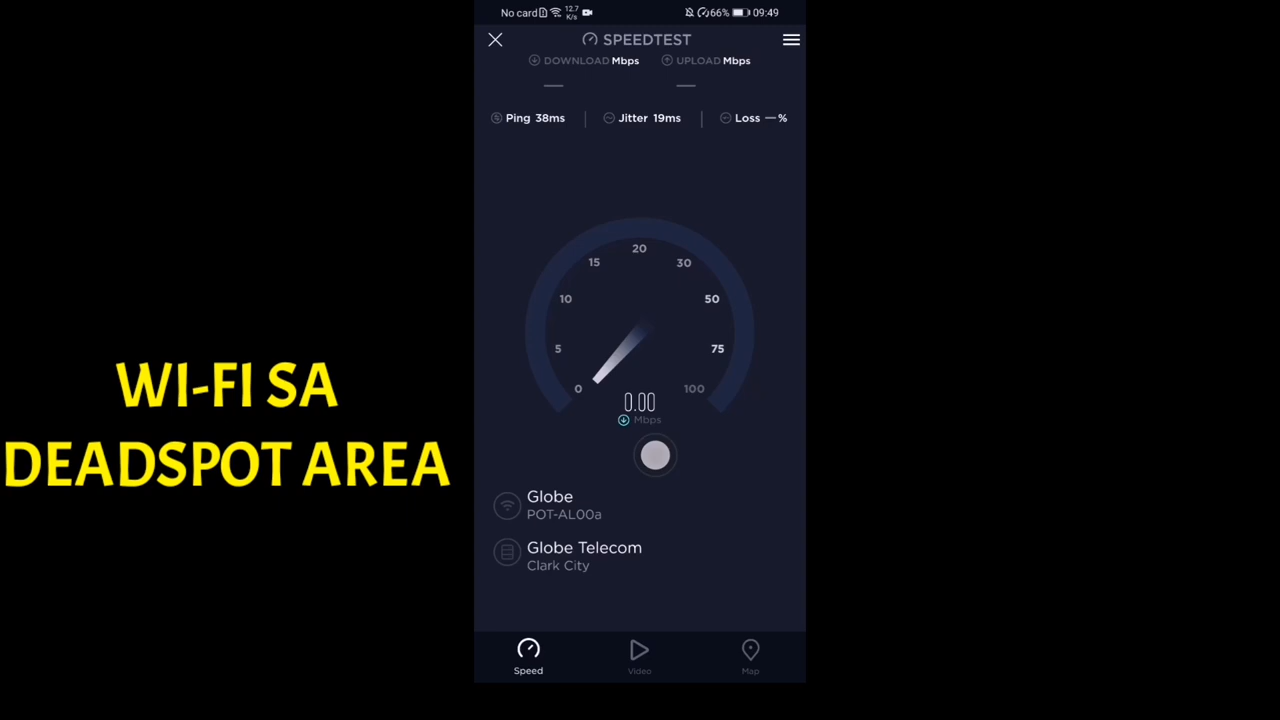 No card 12.7 K/s 66% 09:49
SPEEDTEST
DOWNLOAD Mbps UPLOAD Mbps
— —
Ping 38ms Jitter 19ms Loss —%
20
15 30
10 50
5 75
0 100
0.00
Mbps
WI-FI SA
DEADSPOT AREA
Globe
POT-AL00a
Globe Telecom
Clark City
Speed Video Map